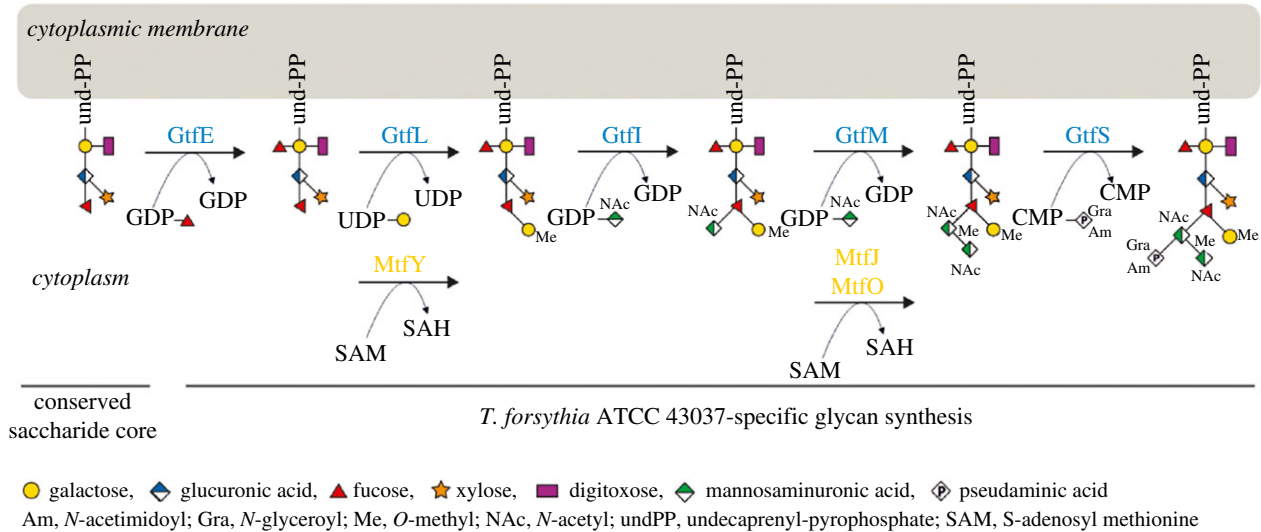 cytoplasmic membrane
und-PP und-PP und-PP und-PP und-PP und-PP
GtfE GtfL GtfI GtfM GtfS
GDP GDP
UDP UDP
Me
GDP NAc GDP
NAc Me
GDP NAc GDP
NAc Me Me
NAc
CMP Gra Am CMP
NAc Me Me
Gra Am NAc
cytoplasm
MtfY
SAM SAH
MtfJ
MtfO
SAM SAH
conserved
saccharide core
T. forsythia ATCC 43037-specific glycan synthesis
galactose, glucuronic acid, fucose, xylose, digitoxose, mannosaminuronic acid, P pseudaminic acid
Am, N-acetimidoyl; Gra, N-glyceroyl; Me, O-methyl; NAc, N-acetyl; undPP, undecaprenyl-pyrophosphate; SAM, S-adenosyl methionine